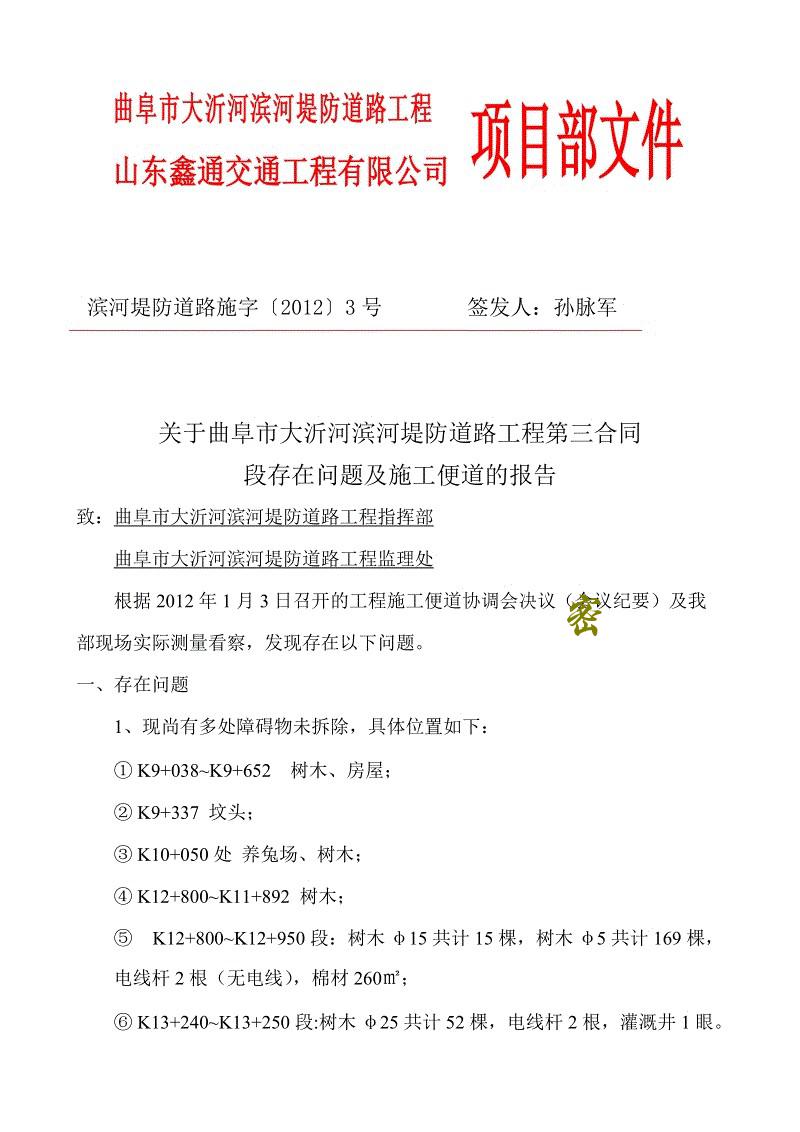 曲阜市大沂河滨河堤防道路工程
山东鑫通交通工程有限公司
项目部文件
滨河堤防道路施字〔2012〕3号 签发人：孙脉军
关于曲阜市大沂河滨河堤防道路工程第三合同
段存在问题及施工便道的报告
致：曲阜市大沂河滨河堤防道路工程指挥部
曲阜市大沂河滨河堤防道路工程监理处
根据 2012 年 1 月 3 日召开的工程施工便道协调会决议（会议纪要）及我
密
部现场实际测量看察，发现存在以下问题。
一、存在问题
1、现尚有多处障碍物未拆除，具体位置如下：
① K9+038~K9+652 树木、房屋；
② K9+337 坟头；
③ K10+050 处 养兔场、树木；
④ K12+800~K11+892 树木；
⑤ K12+800~K12+950 段：树木 φ15 共计 15 棵，树木 φ5 共计 169 棵，
电线杆 2 根（无电线），棉材 260㎡；
⑥ K13+240~K13+250 段:树木 φ25 共计 52 棵，电线杆 2 根，灌溉井 1 眼。